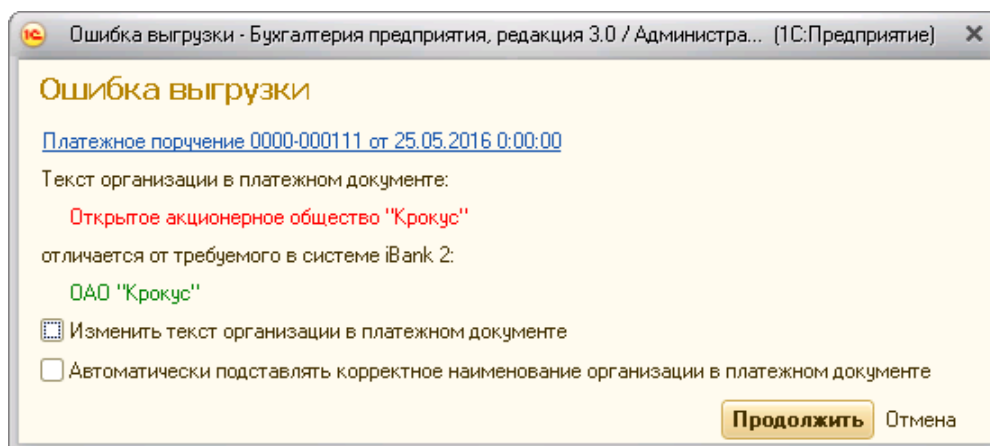 1С Ошибка выгрузки - Бухгалтерия предприятия, редакция 3.0 / Администра... (1С:Предприятие)
Ошибка выгрузки
Платежное поручение 0000-000111 от 25.05.2016 0:00:00
Текст организации в платежном документе:
Открытое акционерное общество "Крокус"
отличается от требуемого в системе iBank 2:
ОАО "Крокус"
Изменить текст организации в платежном документе
Автоматически подставлять корректное наименование организации в платежном документе
Продолжить Отмена